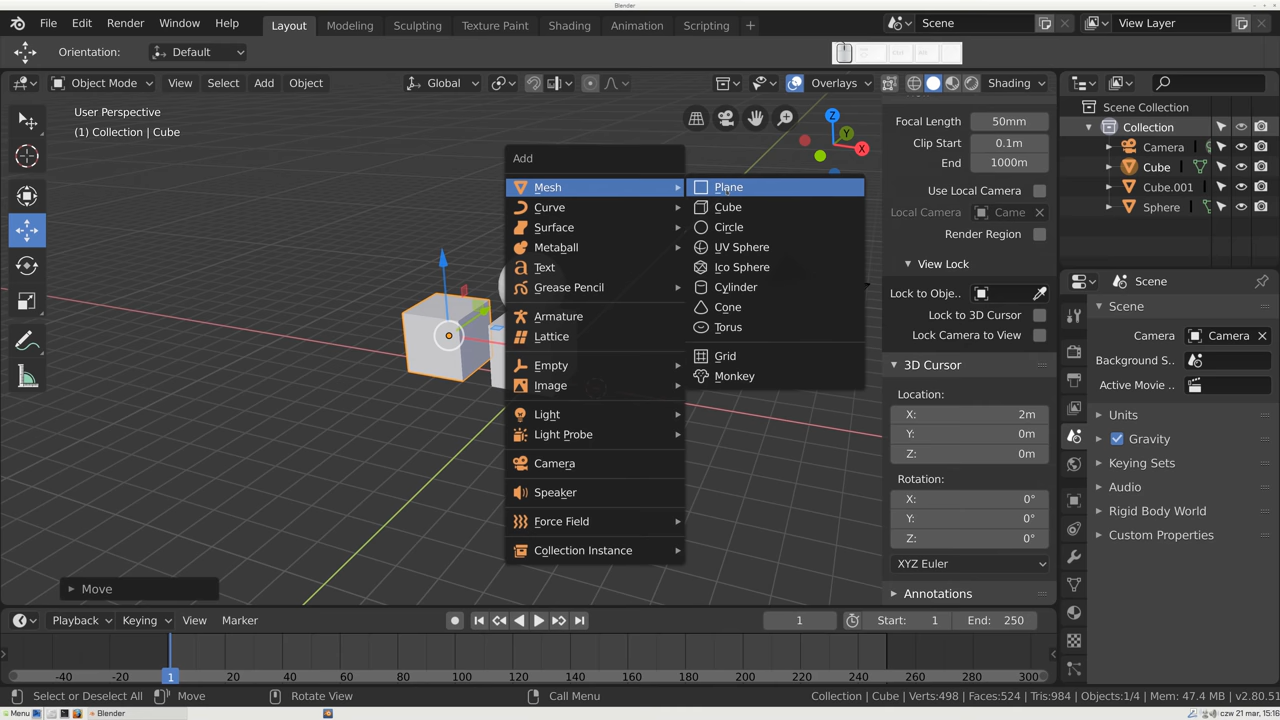 Blender
File Edit Render Window Help
Layout Modeling Sculpting Texture Paint Shading Animation Scripting +
Scene
View Layer
Orientation: Default
Object Mode View Select Add Object
Global
Overlays
Shading
User Perspective
(1) Collection | Cube
Z
Y
X
Add
Mesh
Curve
Surface
Metaball
Text
Grease Pencil
Armature
Lattice
Empty
Image
Light
Light Probe
Camera
Speaker
Force Field
Collection Instance
Plane
Cube
Circle
UV Sphere
Ico Sphere
Cylinder
Cone
Torus
Grid
Monkey
Move
Focal Length 50mm
Clip Start 0.1m
End 1000m
Use Local Camera
Local Camera Came
Render Region
View Lock
Lock to Obje..
Lock to 3D Cursor
Lock Camera to View
3D Cursor
Location:
X: 2m
Y: 0m
Z: 0m
Rotation:
X: 0°
Y: 0°
Z: 0°
XYZ Euler
Annotations
Scene Collection
Collection
Camera
Cube
Cube.001
Sphere
Scene
Scene
Camera Camera
Background S..
Active Movie ..
Units
Gravity
Keying Sets
Audio
Rigid Body World
Custom Properties
Playback Keying View Marker
1
Start: 1
End: 250
-40 -20 1 20 40 60 80 100 120 140 160 180 200 220 240 260 280 300
Select or Deselect All
Move
Rotate View
Call Menu
Collection | Cube | Verts:498 | Faces:524 | Tris:984 | Objects:1/4 | Mem: 47.4 MB | v2.80.51
Menu
Blender
czw 21 mar, 15:16